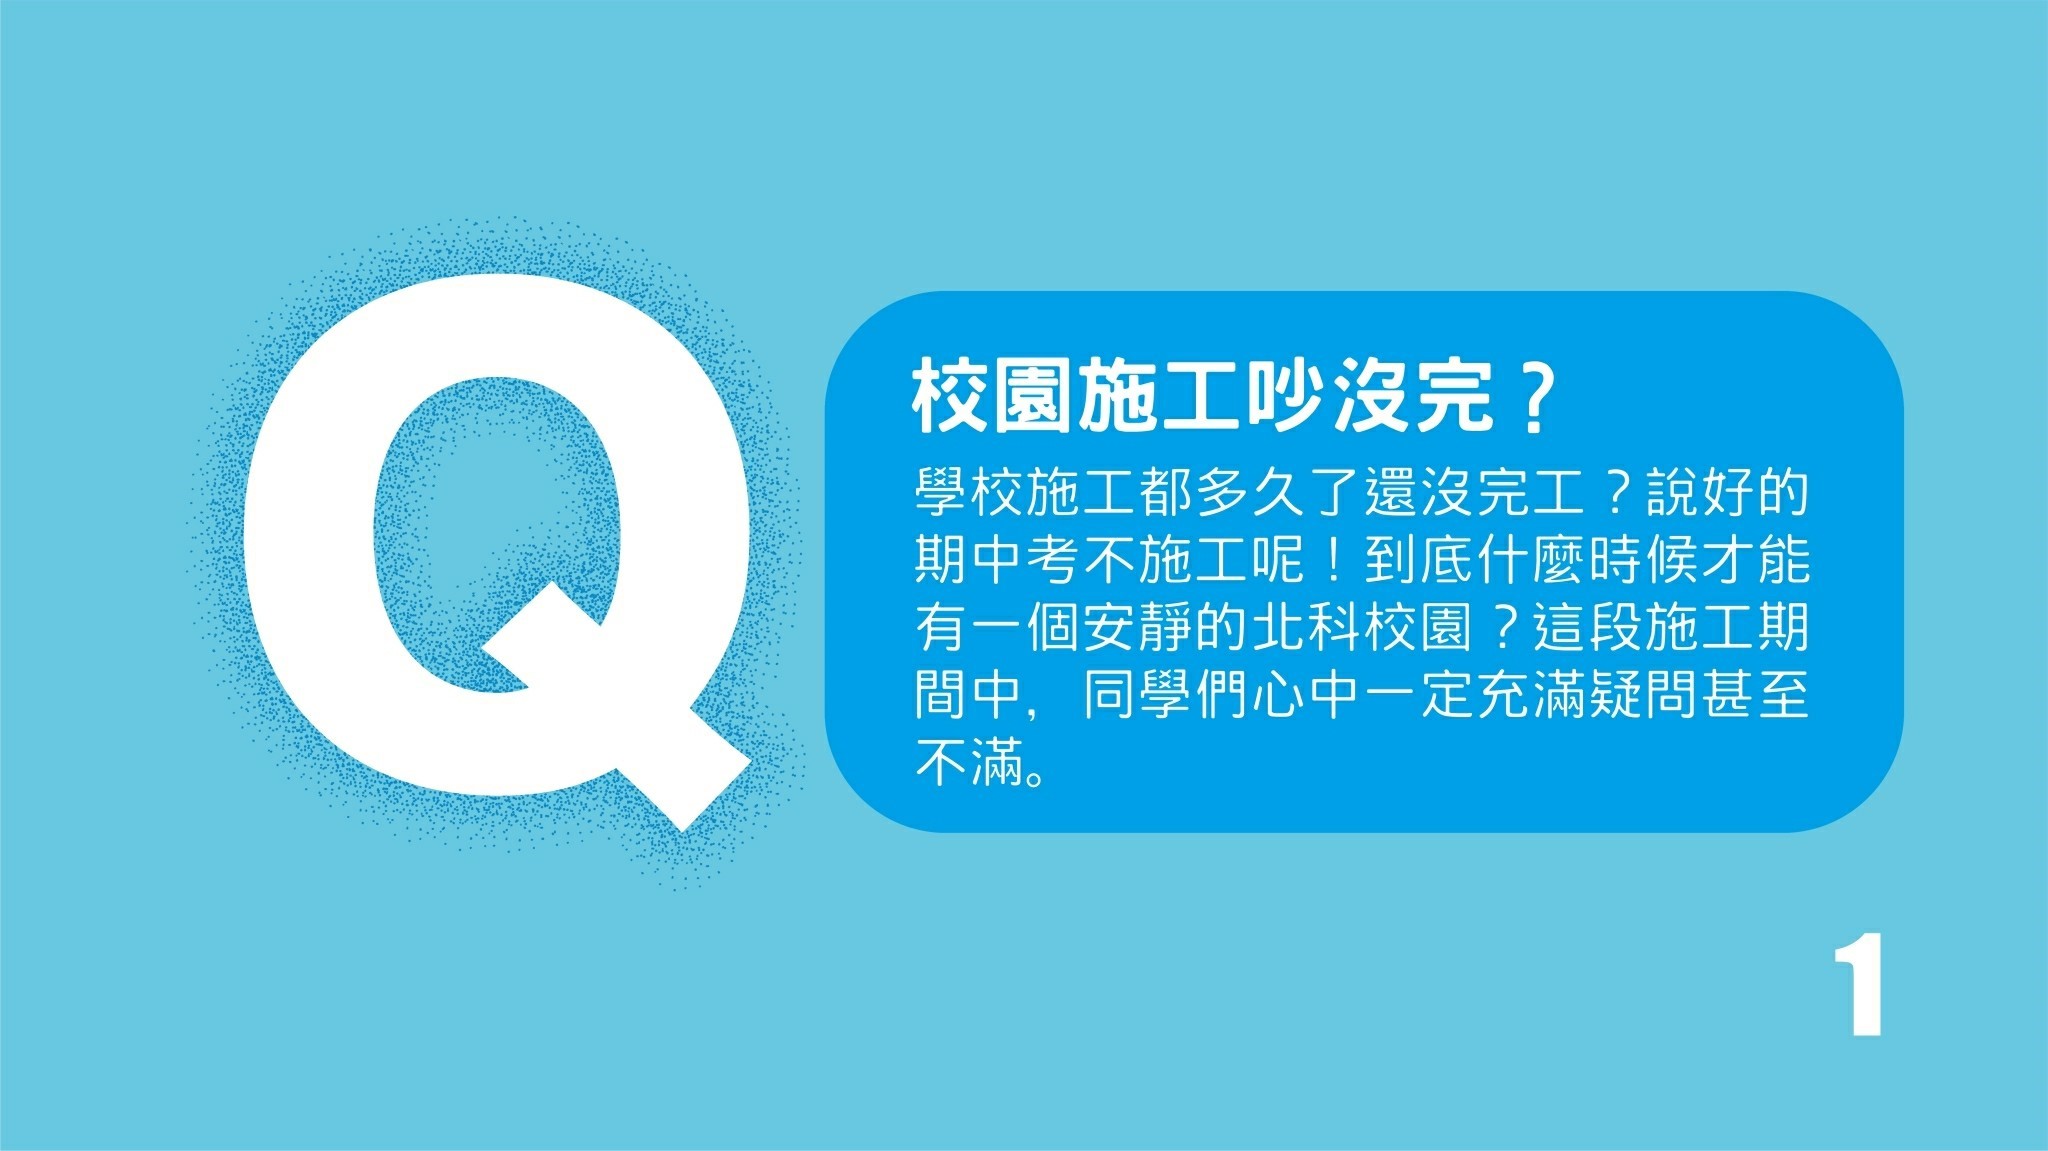 Q
校園施工吵沒完？
學校施工都多久了還沒完工？說好的
期中考不施工呢！到底什麼時候才能
有一個安靜的北科校園？這段施工期
間中，同學們心中一定充滿疑問甚至
不滿。
1